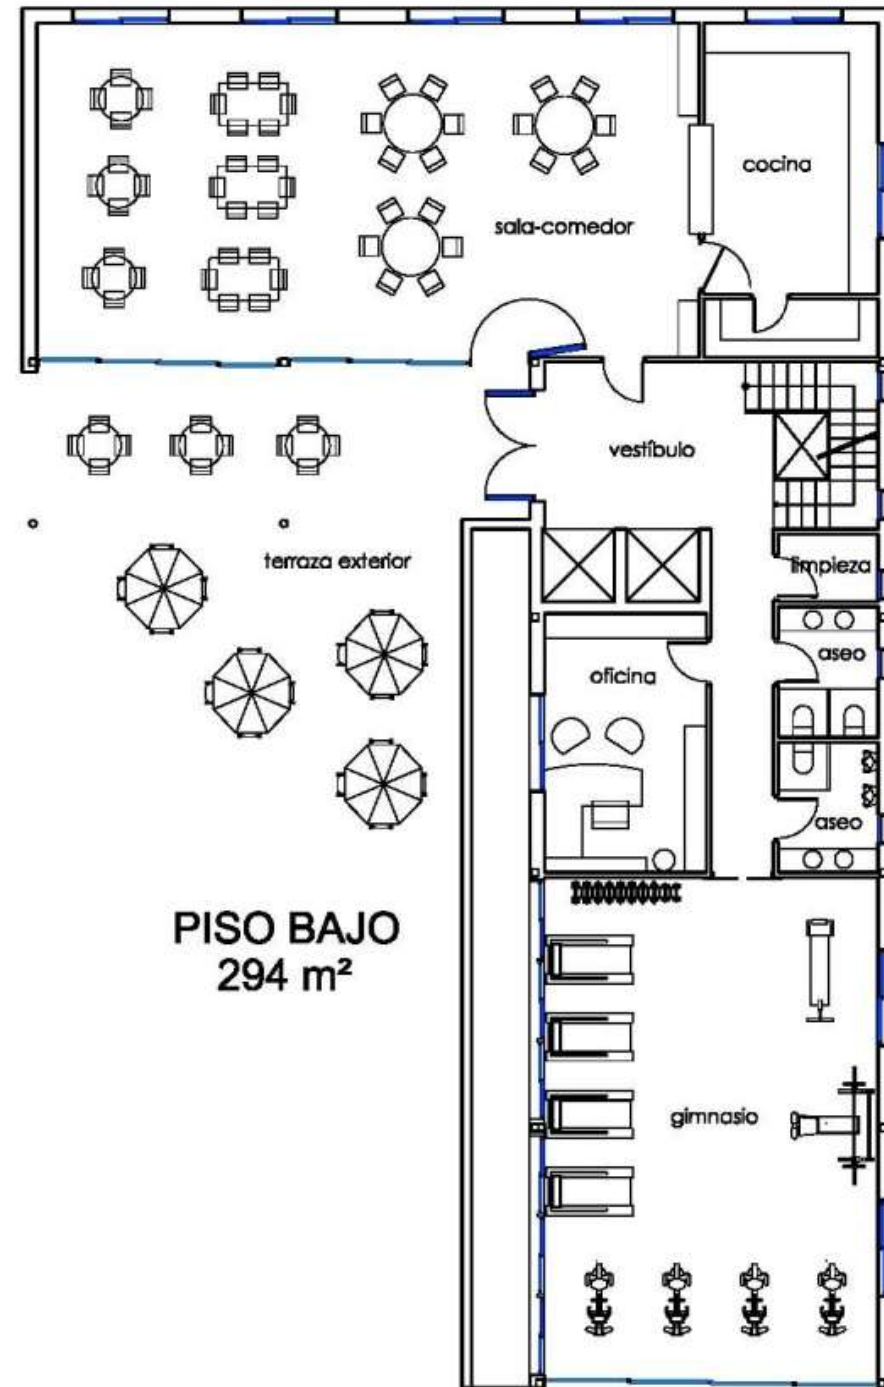 cocina
sala-comedor
vestíbulo
terraza exterior
limpieza
aseo
oficina
aseo
PISO BAJO
294 m²
gimnasio